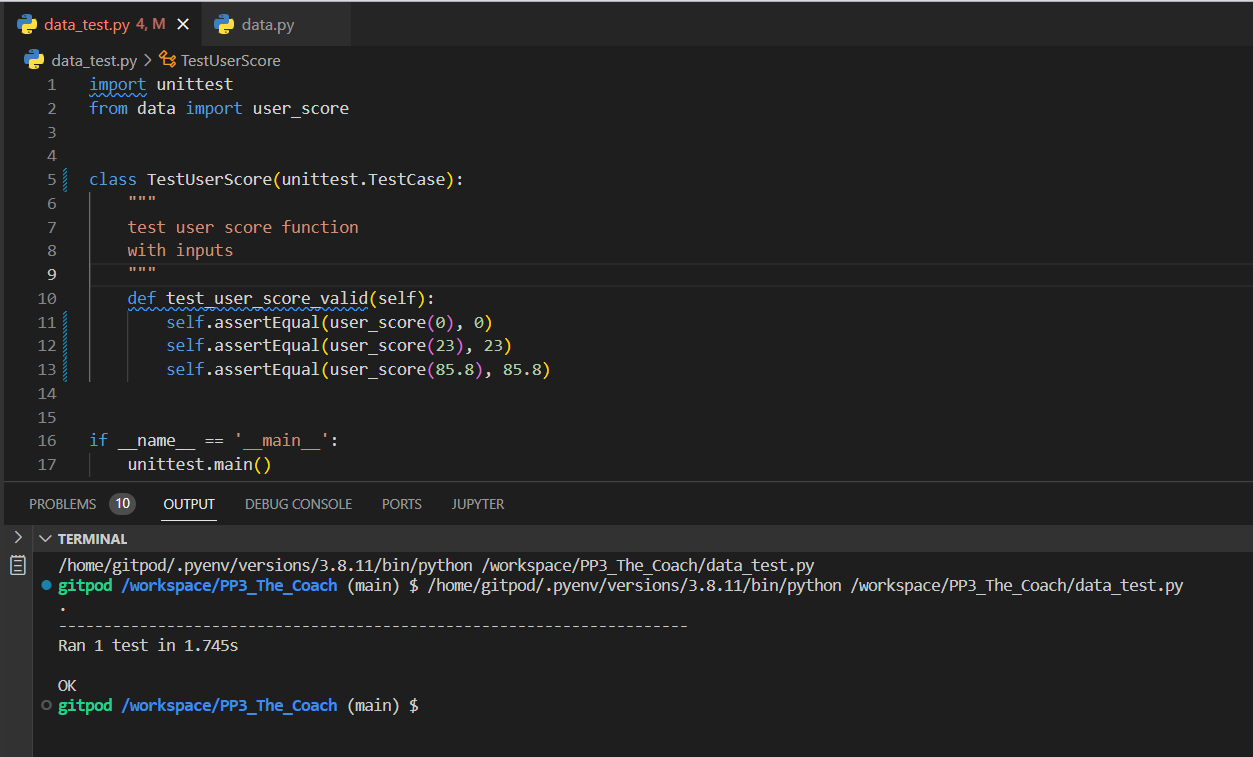 data_test.py 4, M
data.py
data_test.py > TestUserScore
1 import unittest
2 from data import user_score
3
4
5 class TestUserScore(unittest.TestCase):
6     """
7     test user score function
8     with inputs
9     """
10     def test_user_score_valid(self):
11         self.assertEqual(user_score(0), 0)
12         self.assertEqual(user_score(23), 23)
13         self.assertEqual(user_score(85.8), 85.8)
14
15
16 if __name__ == '__main__':
17     unittest.main()
PROBLEMS 10 OUTPUT DEBUG CONSOLE PORTS JUPYTER
TERMINAL
/home/gitpod/.pyenv/versions/3.8.11/bin/python /workspace/PP3_The_Coach/data_test.py
gitpod /workspace/PP3_The_Coach (main) $ /home/gitpod/.pyenv/versions/3.8.11/bin/python /workspace/PP3_The_Coach/data_test.py
.
----------------------------------------------------------------------
Ran 1 test in 1.745s
OK
gitpod /workspace/PP3_The_Coach (main) $